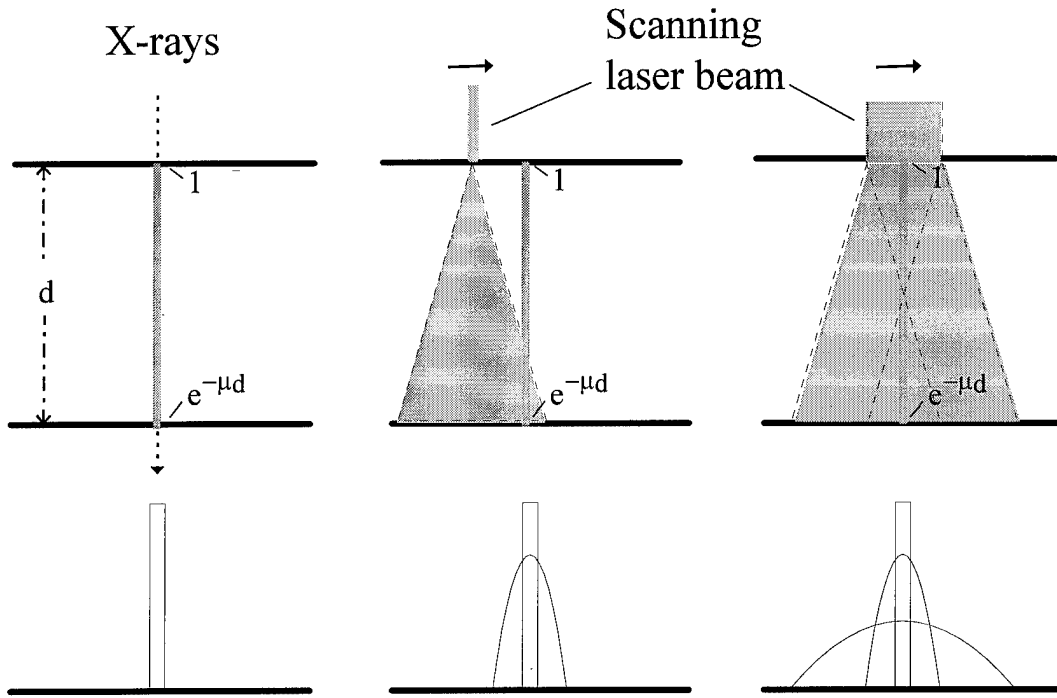 X-rays
Scanning
laser beam
1
1
1
d
e^{-μd}
e^{-μd}
e^{-μd}